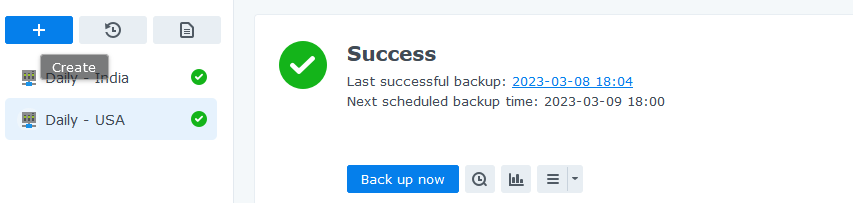 Create
Daily - India
Daily - USA
Success
Last successful backup: 2023-03-08 18:04
Next scheduled backup time: 2023-03-09 18:00
Back up now